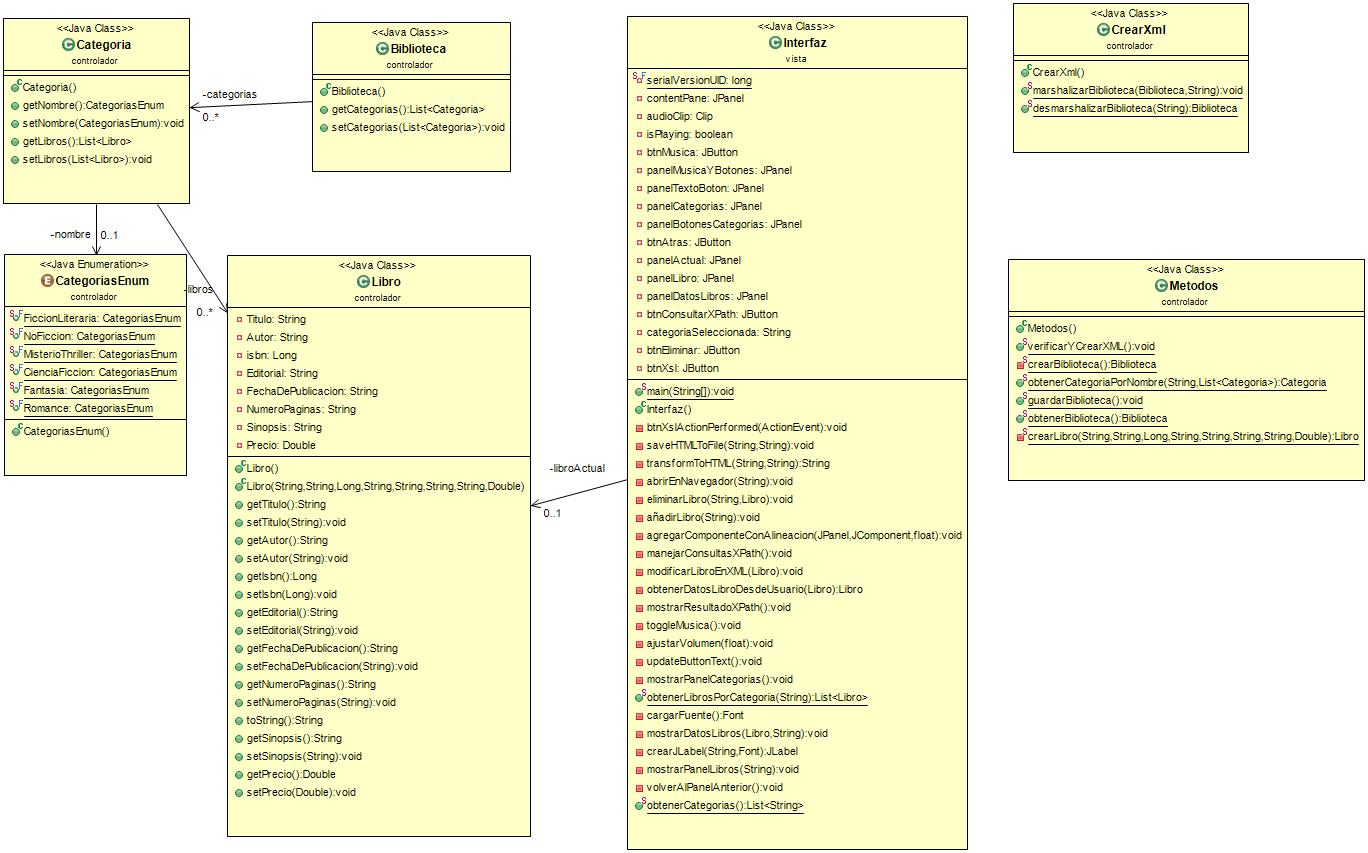 <<Java Class>>
Categoria
controlador
Categoria()
getNombre():CategoriasEnum
setNombre(CategoriasEnum):void
getLibros():List<Libro>
setLibros(List<Libro>):void
<<Java Class>>
Biblioteca
controlador
Biblioteca()
getCategorias():List<Categoria>
setCategorias(List<Categoria>):void
-categorias
0..*
-nombre
0..1
-libros
0..*
<<Java Enumeration>>
CategoriasEnum
controlador
FiccionLiteraria: CategoriasEnum
NoFiccion: CategoriasEnum
MisterioThriller: CategoriasEnum
CienciaFiccion: CategoriasEnum
Fantasia: CategoriasEnum
Romance: CategoriasEnum
CategoriasEnum()
<<Java Class>>
Libro
controlador
Titulo: String
Autor: String
isbn: Long
Editorial: String
FechaDePublicacion: String
NumeroPaginas: String
Sinopsis: String
Precio: Double
Libro()
Libro(String,String,Long,String,String,String,String,Double)
getTitulo():String
setTitulo(String):void
getAutor():String
setAutor(String):void
getIsbn():Long
setIsbn(Long):void
getEditorial():String
setEditorial(String):void
getFechaDePublicacion():String
setFechaDePublicacion(String):void
getNumeroPaginas():String
setNumeroPaginas(String):void
toString():String
getSinopsis():String
setSinopsis(String):void
getPrecio():Double
setPrecio(Double):void
-libroActual
0..1
<<Java Class>>
Interfaz
vista
serialVersionUID: long
contentPane: JPanel
audioClip: Clip
isPlaying: boolean
btnMusica: JButton
panelMusicaYBotones: JPanel
panelTextoBoton: JPanel
panelCategorias: JPanel
panelBotonesCategorias: JPanel
btnAtras: JButton
panelActual: JPanel
panelLibro: JPanel
panelDatosLibros: JPanel
btnConsultarXPath: JButton
categoriaSeleccionada: String
btnEliminar: JButton
btnXsl: JButton
main(String[]):void
Interfaz()
btnXslActionPerformed(ActionEvent):void
saveHTMLToFile(String,String):void
transformToHTML(String,String):String
abrirEnNavegador(String):void
eliminarLibro(String,Libro):void
añadirLibro(String):void
agregarComponenteConAlineacion(JPanel,JComponent,float):void
manejarConsultasXPath():void
modificarLibroEnXML(Libro):void
obtenerDatosLibroDesdeUsuario(Libro):Libro
mostrarResultadoXPath():void
toggleMusica():void
ajustarVolumen(float):void
updateButtonText():void
mostrarPanelCategorias():void
obtenerLibrosPorCategoria(String):List<Libro>
cargarFuente():Font
mostrarDatosLibros(Libro,String):void
crearJLabel(String,Font):JLabel
mostrarPanelLibros(String):void
volverAlPanelAnterior():void
obtenerCategorias():List<String>
<<Java Class>>
CrearXml
controlador
CrearXml()
marshalizarBiblioteca(Biblioteca,String):void
desmarshalizarBiblioteca(String):Biblioteca
<<Java Class>>
Metodos
controlador
Metodos()
verificarYCrearXML():void
crearBiblioteca():Biblioteca
obtenerCategoriaPorNombre(String,List<Categoria>):Categoria
guardarBiblioteca():void
obtenerBiblioteca():Biblioteca
crearLibro(String,String,Long,String,String,String,String,Double):Libro